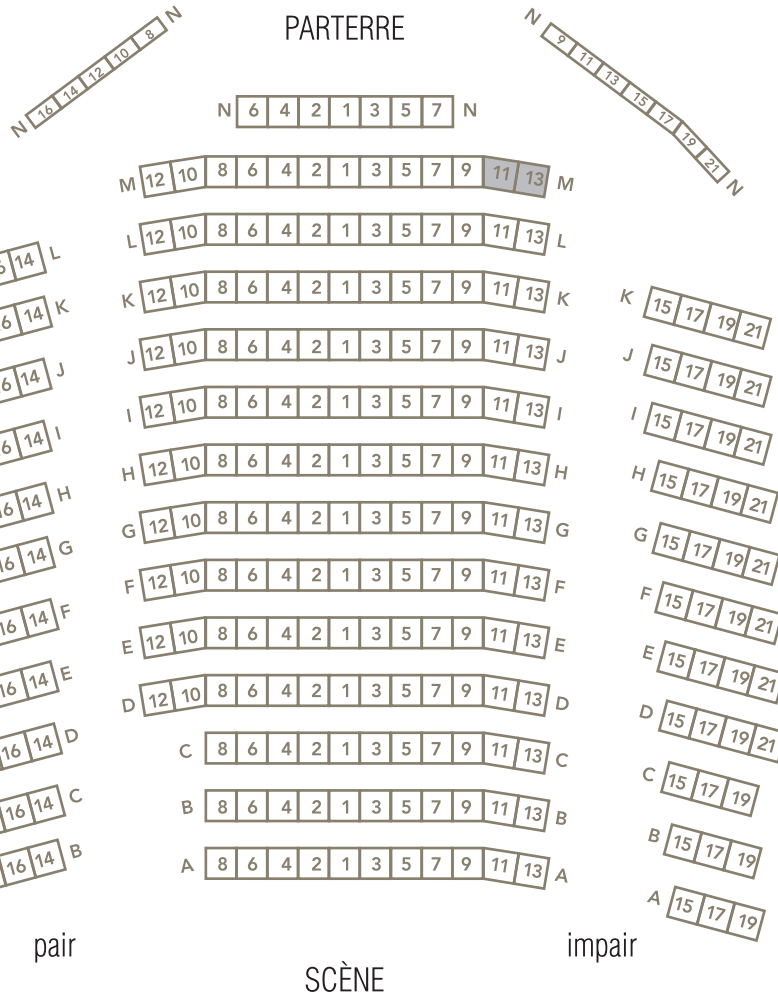 PARTERRE
N 16 14 12 10 8 N
N 9 11 13 15 17 19 21 N
N 6 4 2 1 3 5 7 N
M 12 10 8 6 4 2 1 3 5 7 9 11 13 M
14 L
L 12 10 8 6 4 2 1 3 5 7 9 11 13 L
6 14 K
K 12 10 8 6 4 2 1 3 5 7 9 11 13 K
K 15 17 19 21
6 14 J
J 12 10 8 6 4 2 1 3 5 7 9 11 13 J
J 15 17 19 21
6 14 I
I 12 10 8 6 4 2 1 3 5 7 9 11 13 I
I 15 17 19 21
16 14 H
H 12 10 8 6 4 2 1 3 5 7 9 11 13 H
H 15 17 19 21
16 14 G
G 12 10 8 6 4 2 1 3 5 7 9 11 13 G
G 15 17 19 21
16 14 F
F 12 10 8 6 4 2 1 3 5 7 9 11 13 F
F 15 17 19 21
16 14 E
E 12 10 8 6 4 2 1 3 5 7 9 11 13 E
E 15 17 19 21
16 14 D
D 12 10 8 6 4 2 1 3 5 7 9 11 13 D
D 15 17 19 21
16 14 C
C 8 6 4 2 1 3 5 7 9 11 13 C
C 15 17 19
16 14 B
B 8 6 4 2 1 3 5 7 9 11 13 B
B 15 17 19
A 8 6 4 2 1 3 5 7 9 11 13 A
A 15 17 19
pair
impair
SCÈNE